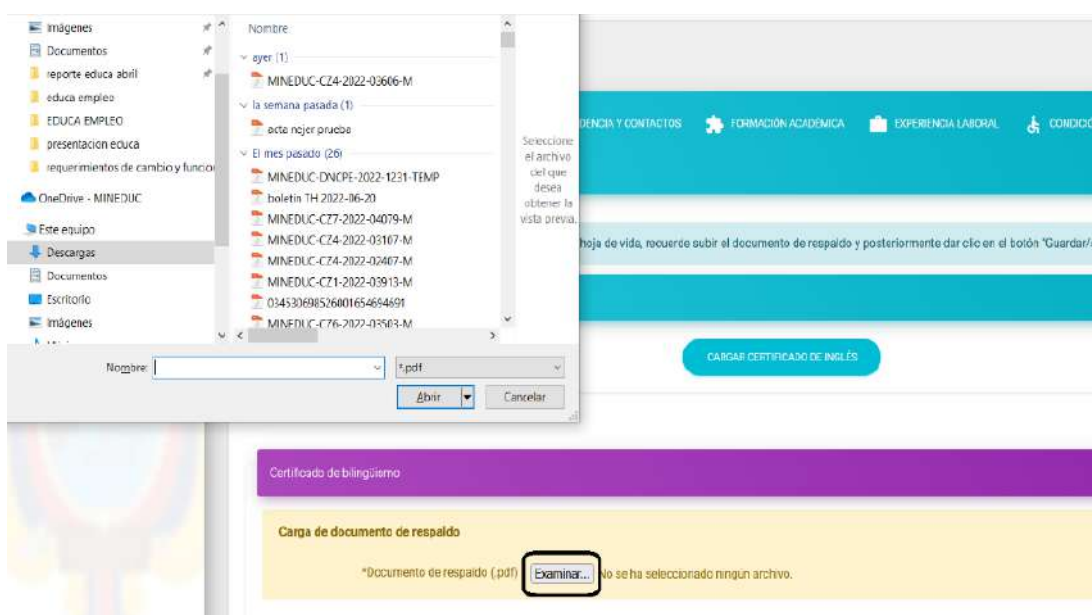 Imágenes
Documentos
reporte educa abril
educa empleo
EDUCA EMPLEO
presentacion educa
requerimientos de cambio y funcion
OneDrive - MINEDUC
Este equipo
Descargas
Documentos
Escritorio
Imágenes
Nombre
ayer (1)
MINEDUC-CZ4-2022-03606-M
la semana pasada (1)
acta nejer prueba
El mes pasado (26)
MINEDUC-DNCPE-2022-1231-TEMP
boletin TH 2022-06-20
MINEDUC-CZ7-2022-04079-M
MINEDUC-CZ4-2022-03107-M
MINEDUC-CZ4-2022-02407-M
MINEDUC-CZ1-2022-03913-M
034530698526001654694691
MINEDUC-CZ6-2022-03503-M
Seleccione
el archivo
del que
desea
obtener la
vista previa.
Nombre:
*.pdf
Abrir
Cancelar
DENCIA Y CONTACTOS
FORMACIÓN ACADÉMICA
EXPERIENCIA LABORAL
CONDICIÓ
hoja de vida, recuerde subir el documento de respaldo y posteriormente dar clic en el botón "Guardar/
CARGAR CERTIFICADO DE INGLÉS
Certificado de bilingüismo
Carga de documento de respaldo
*Documento de respaldo (.pdf)
Examinar...
No se ha seleccionado ningún archivo.